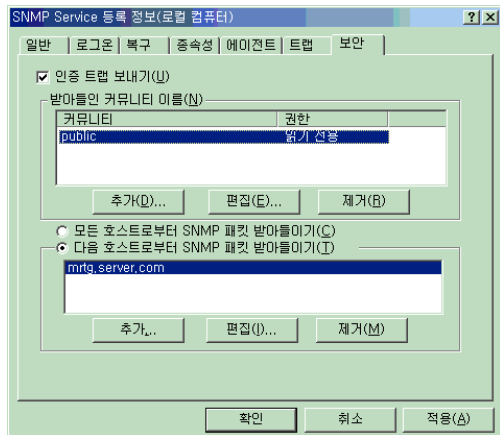 SNMP Service 등록 정보(로컬 컴퓨터)
일반 로그온 복구 종속성 에이전트 트랩 보안
인증 트랩 보내기(U)
받아들인 커뮤니티 이름(N)
커뮤니티 권한
public 읽기 전용
추가(D)... 편집(E)... 제거(R)
모든 호스트로부터 SNMP 패킷 받아들이기(C)
다음 호스트로부터 SNMP 패킷 받아들이기(T)
mrtg.server.com
추가... 편집(I)... 제거(M)
확인 취소 적용(A)